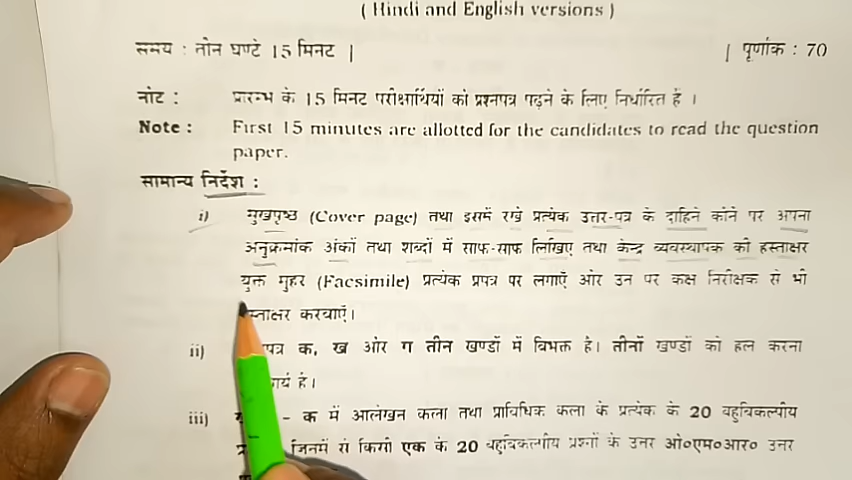 ( Hindi and English versions )
समय : तीन घण्टे 15 मिनट | | पूर्णांक : 70
नोट : प्रारम्भ के 15 मिनट परीक्षार्थियों को प्रश्नपत्र पढ़ने के लिए निर्धारित है ।
Note : First 15 minutes are allotted for the candidates to read the question
paper.
सामान्य निर्देश :
i) मुखपृष्ठ (Cover page) तथा इसमें रखे प्रत्येक उत्तर-पत्र के दाहिने कोने पर अपना
अनुक्रमांक अंकों तथा शब्दों में साफ-साफ लिखिए तथा केन्द्र व्यवस्थापक की हस्ताक्षर
युक्त मुहर (Facsimile) प्रत्येक प्रपत्र पर लगाएँ और उन पर कक्ष निरीक्षक से भी
स्ताक्षर करवाएँ।
ii) पत्र क, ख और ग तीन खण्डों में विभक्त है। तीनों खण्डों को हल करना
है।
iii) - क में आलेखन कला तथा प्राविधिक कला के प्रत्येक के 20 बहुविकल्पीय
जिनमें से किसी एक के 20 बहुविकल्पीय प्रश्नों के उत्तर ओ०एम०आर० उत्तर